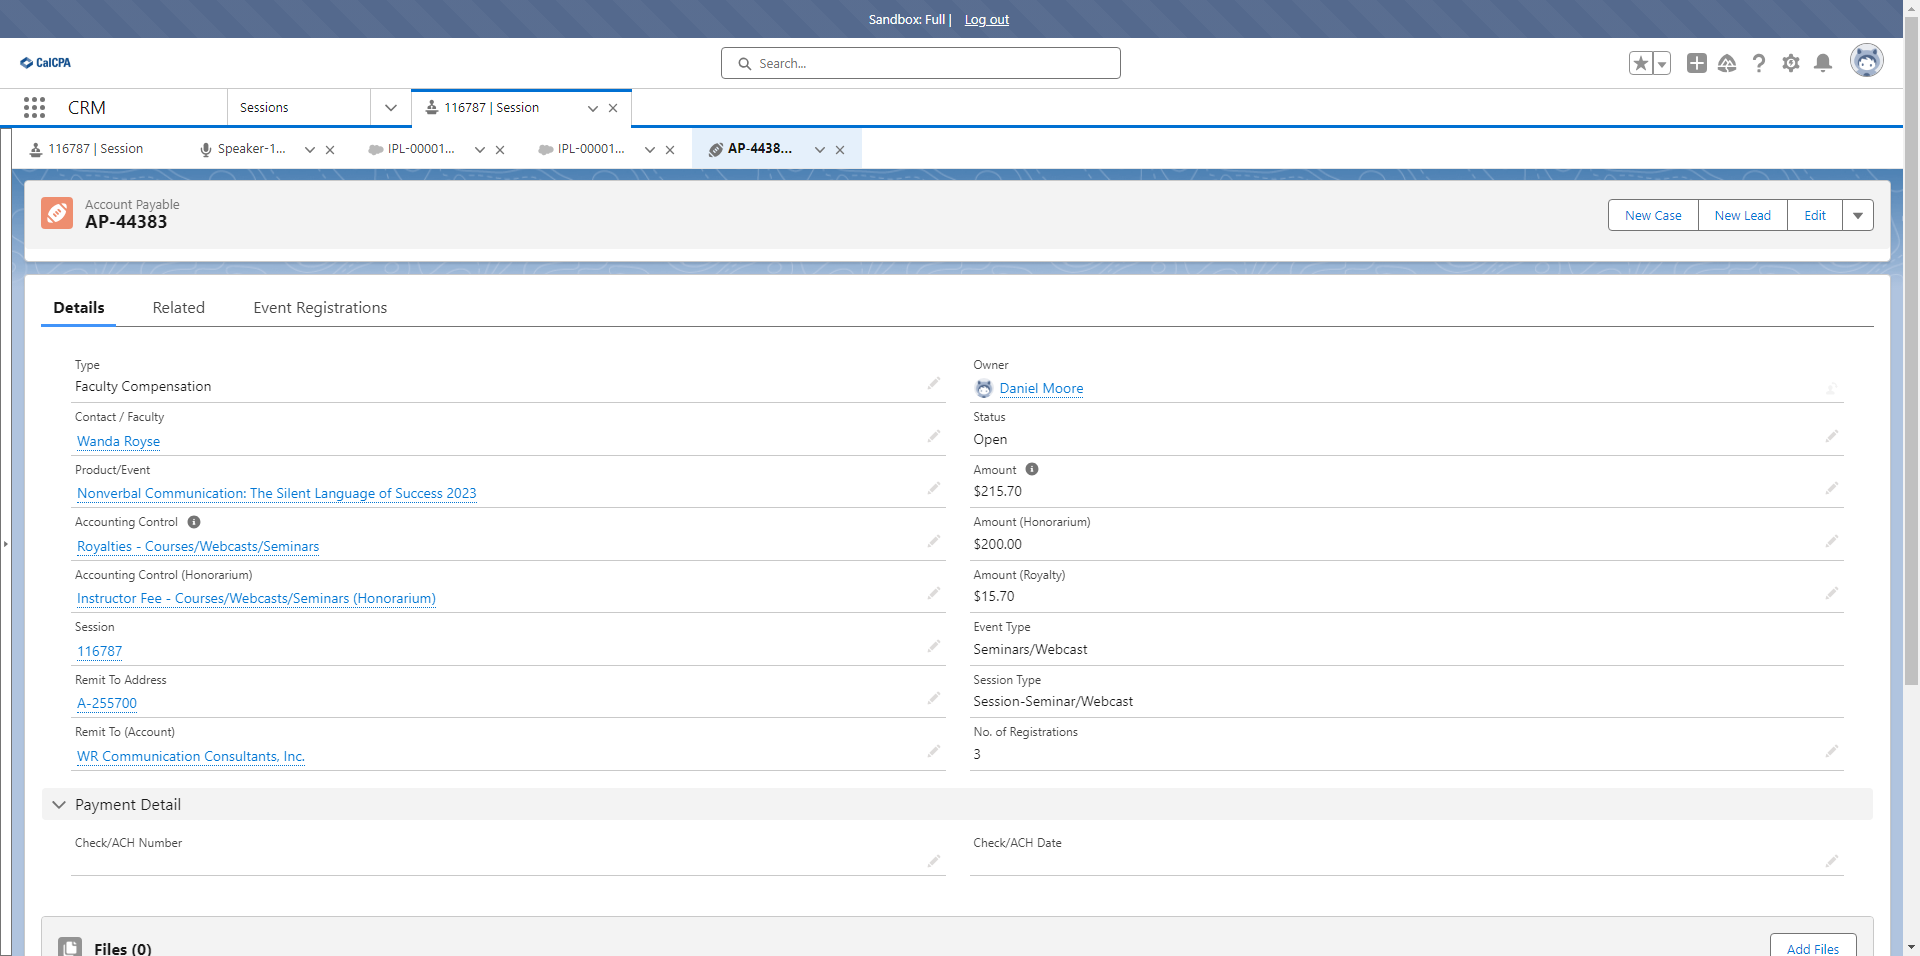 Sandbox: Full | Log out
CalCPA
Search...
CRM
Sessions
116787 | Session
116787 | Session
Speaker-1...
IPL-00001...
IPL-00001...
AP-4438...
Account Payable
AP-44383
New Case
New Lead
Edit
Details
Related
Event Registrations
Type
Faculty Compensation
Owner
Daniel Moore
Contact / Faculty
Wanda Royse
Status
Open
Product/Event
Nonverbal Communication: The Silent Language of Success 2023
Amount
$215.70
Accounting Control
Royalties - Courses/Webcasts/Seminars
Amount (Honorarium)
$200.00
Accounting Control (Honorarium)
Instructor Fee - Courses/Webcasts/Seminars (Honorarium)
Amount (Royalty)
$15.70
Session
116787
Event Type
Seminars/Webcast
Remit To Address
A-255700
Session Type
Session-Seminar/Webcast
Remit To (Account)
WR Communication Consultants, Inc.
No. of Registrations
3
Payment Detail
Check/ACH Number
Check/ACH Date
Files (0)
Add Files